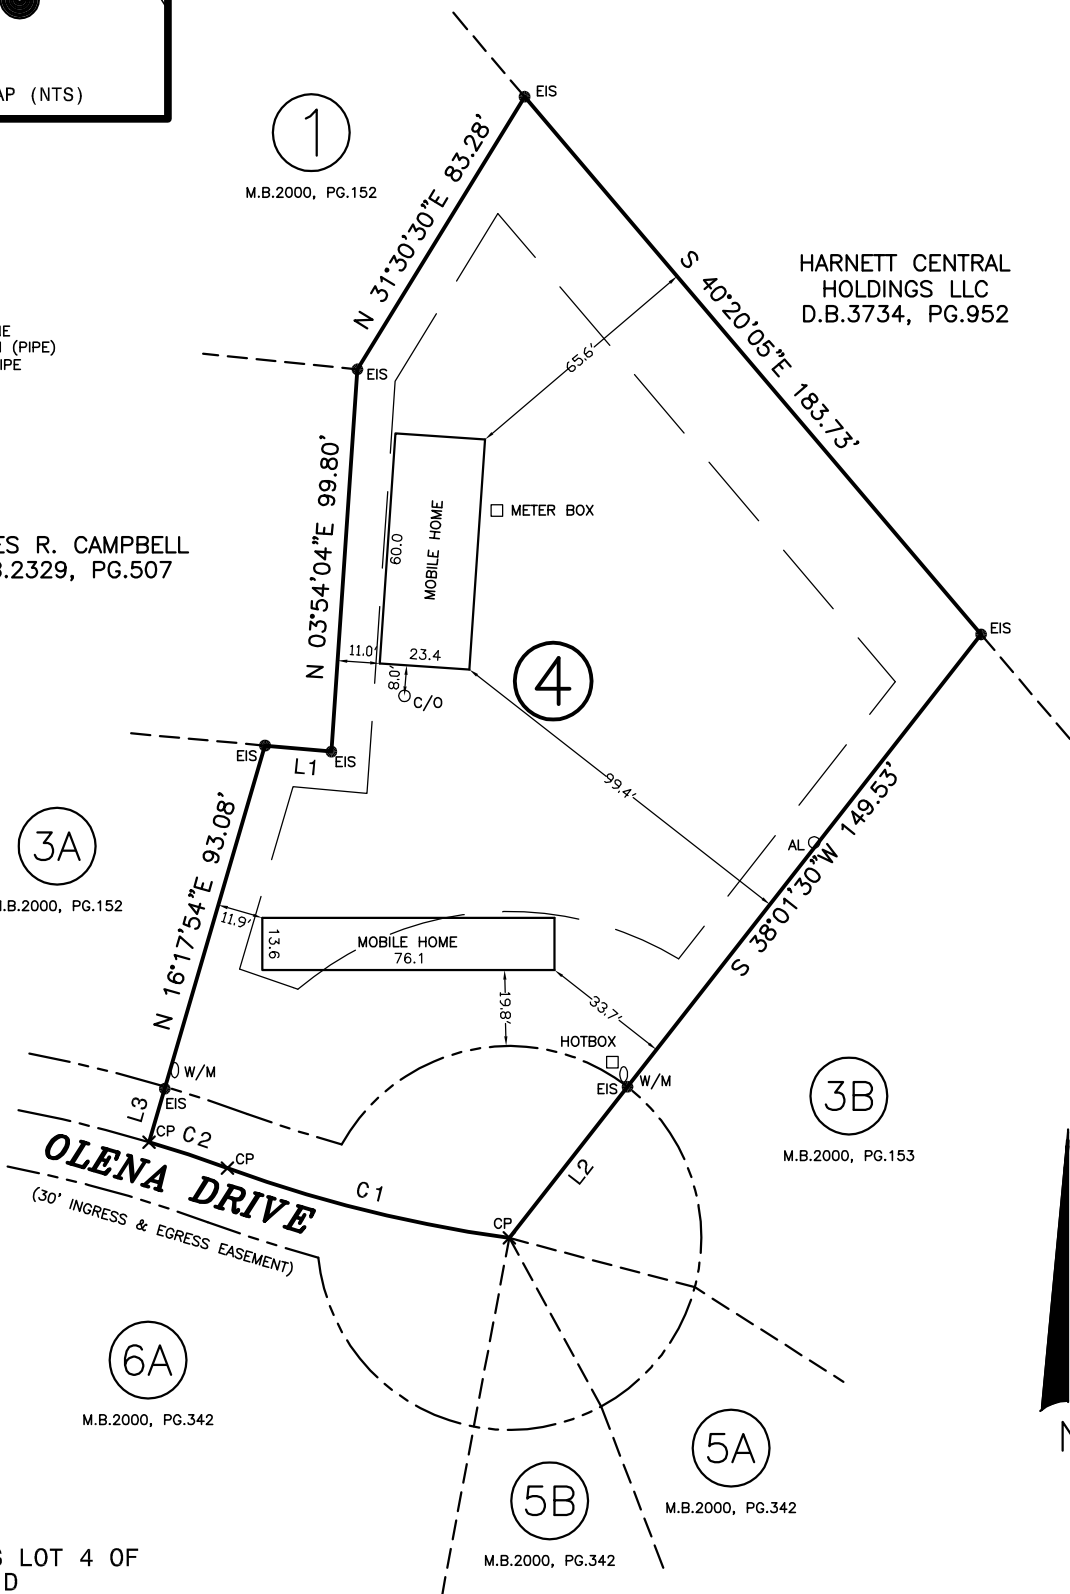 AP (NTS)
EIS
1
M.B.2000, PG.152
N 31°30'30"E 83.28'
HARNETT CENTRAL
HOLDINGS LLC
D.B.3734, PG.952
S 40°20'05"E 183.73'
(PIPE)
IPE
EIS
65.6'
N 03°54'04"E 99.80'
METER BOX
MOBILE HOME
60.0
ES R. CAMPBELL
.2329, PG.507
EIS
11.0'
23.4
8.0'
C/O
4
EIS
L1
EIS
99.4'
S 38°01'30"W 149.53'
AL
3A
.B.2000, PG.152
N 16°17'54"E 93.08'
11.9'
13.6
MOBILE HOME
76.1
19.8'
33.7'
HOTBOX
W/M
EIS
W/M
EIS
3B
M.B.2000, PG.153
L3
CP
C2
CP
C1
L2
CP
OLENA DRIVE
(30' INGRESS & EGRESS EASEMENT)
6A
M.B.2000, PG.342
5A
M.B.2000, PG.342
5B
M.B.2000, PG.342
N
S LOT 4 OF
D